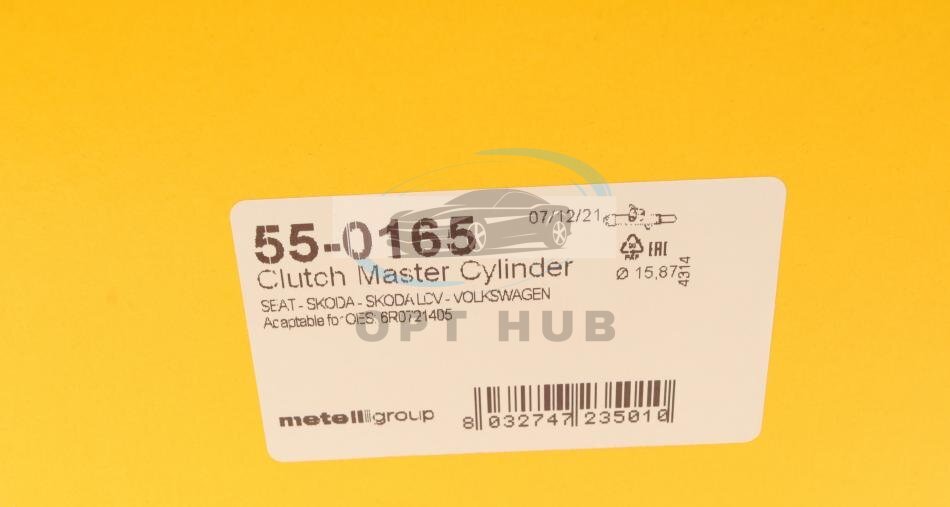 55-0165
07/12/21
Clutch Master Cylinder
PAP
EAC
Ø 15,87
4314
SEAT - SKODA - SKODA LCV - VOLKSWAGEN
Adaptable for OES: 6R0721405
OPT HUB
metelligroup
8 032747 235010